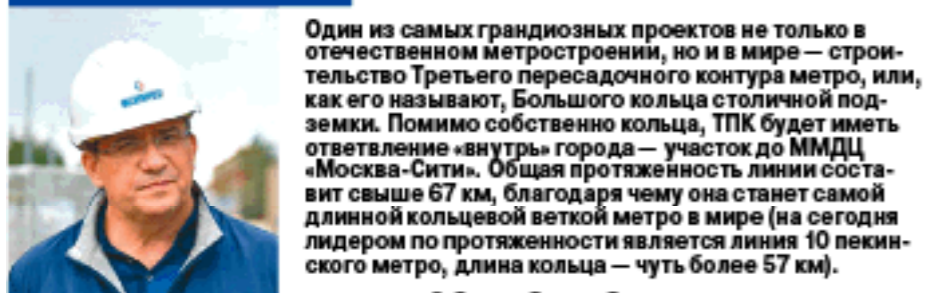 Один из самых грандиозных проектов не только в
отечественном метростроении, но и в мире — строи-
тельство Третьего пересадочного контура метро, или,
как его называют, Большого кольца столичной под-
земки. Помимо собственно кольца, ТПК будет иметь
ответвление «внутрь» города — участок до ММДЦ
«Москва-Сити». Общая протяженность линии соста-
вит свыше 67 км, благодаря чему она станет самой
длинной кольцевой веткой метро в мире (на сегодня
лидером по протяженности является линия 10 пекин-
ского метро, длина кольца — чуть более 57 км).